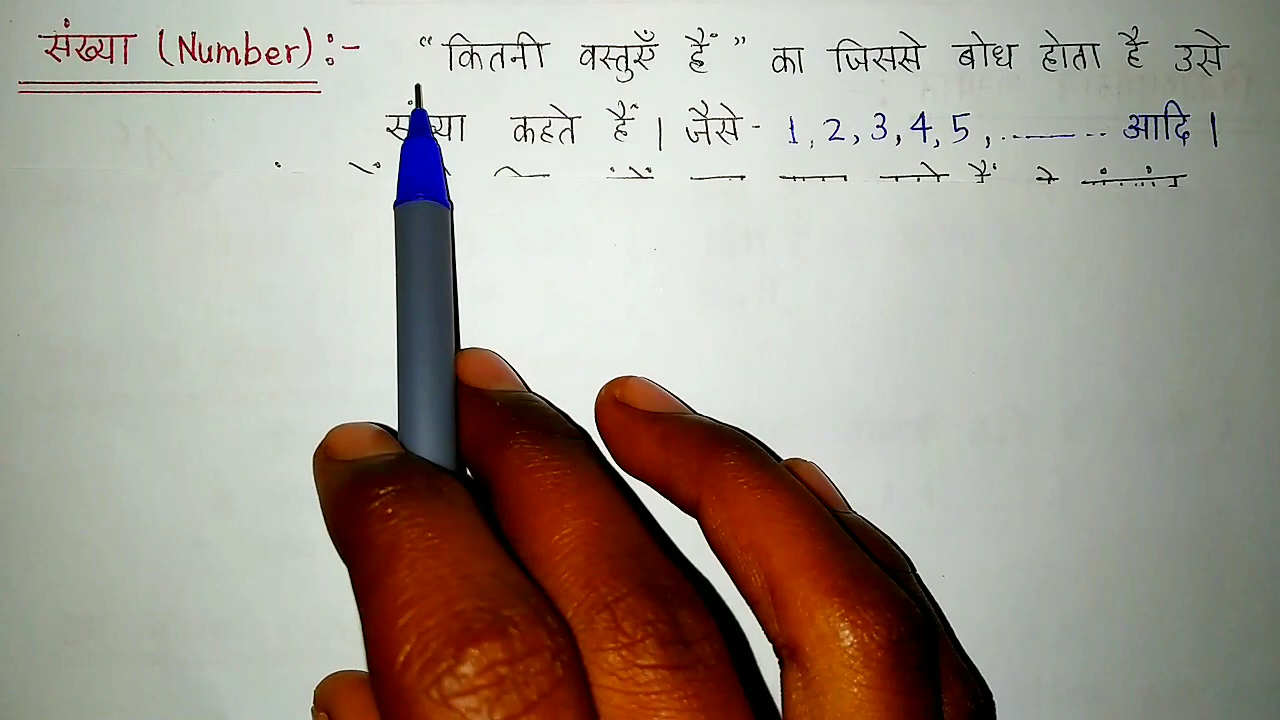 संख्या (Number):- “कितनी वस्तुएँ हैं” का जिससे बोध होता है उसे
संख्या कहते हैं। जैसे- 1, 2, 3, 4, 5, ........ आदि।